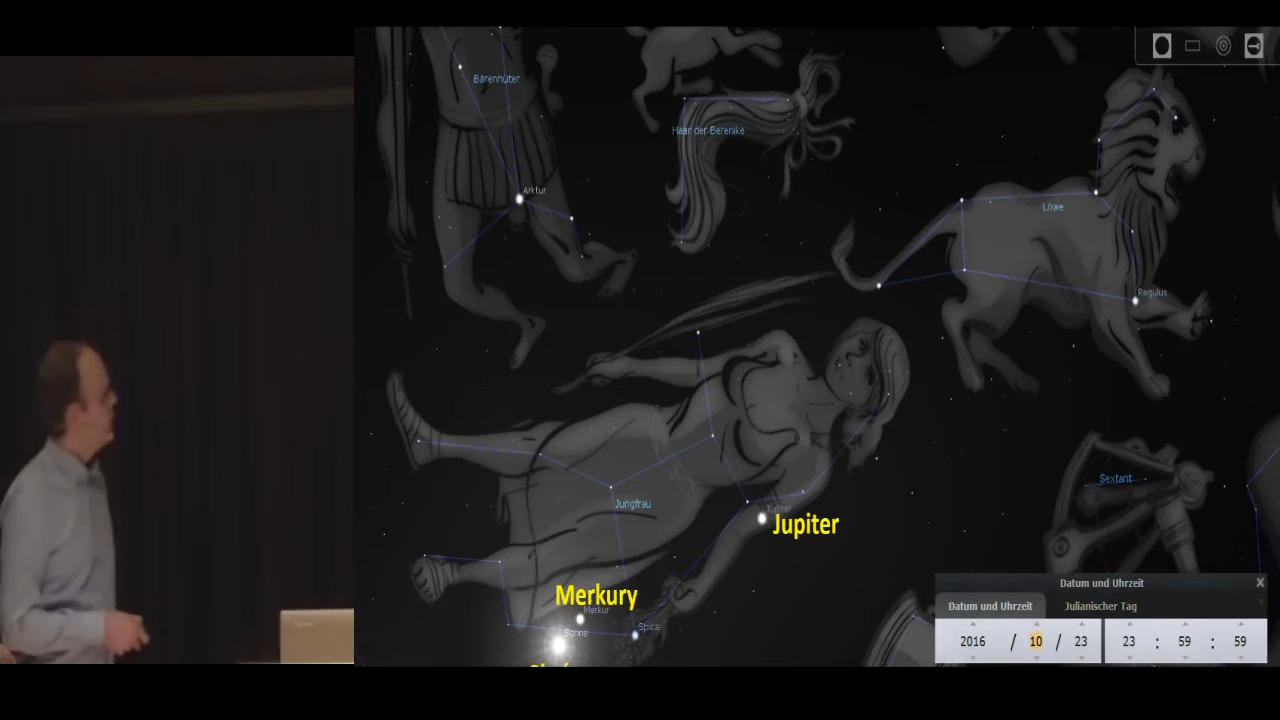 Bärenhüter
Haar der Berenike
Arktur
Löwe
Regulus
Sextant
Jungfrau
Jupiter
Jupiter
Merkury
Merkur
Spica
Sonne
Datum und Uhrzeit X
Datum und Uhrzeit Julianischer Tag
2016 / 10 / 23 23 : 59 : 59